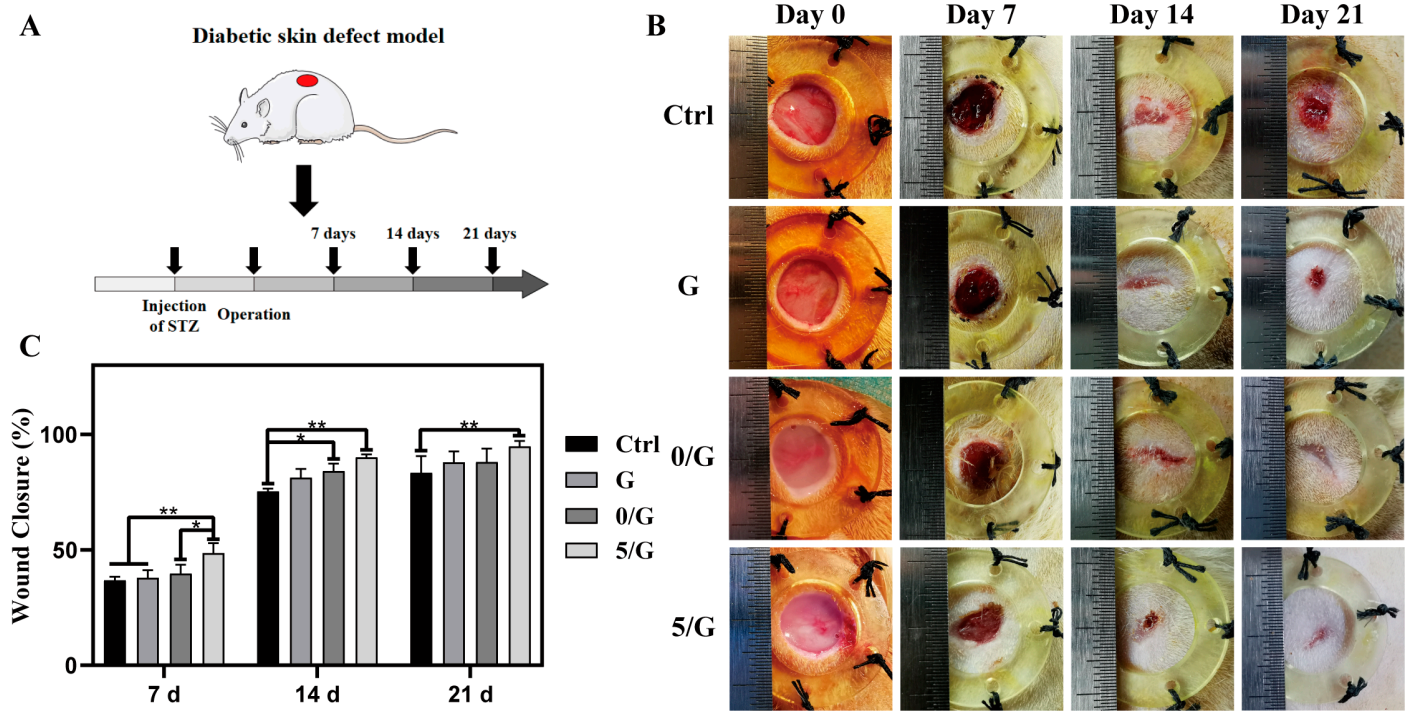 A
Diabetic skin defect model
7 days 14 days 21 days
Injection
of STZ
Operation
B
Day 0 Day 7 Day 14 Day 21
Ctrl
G
0/G
5/G
C
Wound Closure (%)
100
50
0
**
*
**
*
**
7 d 14 d 21 d
Ctrl
G
0/G
5/G